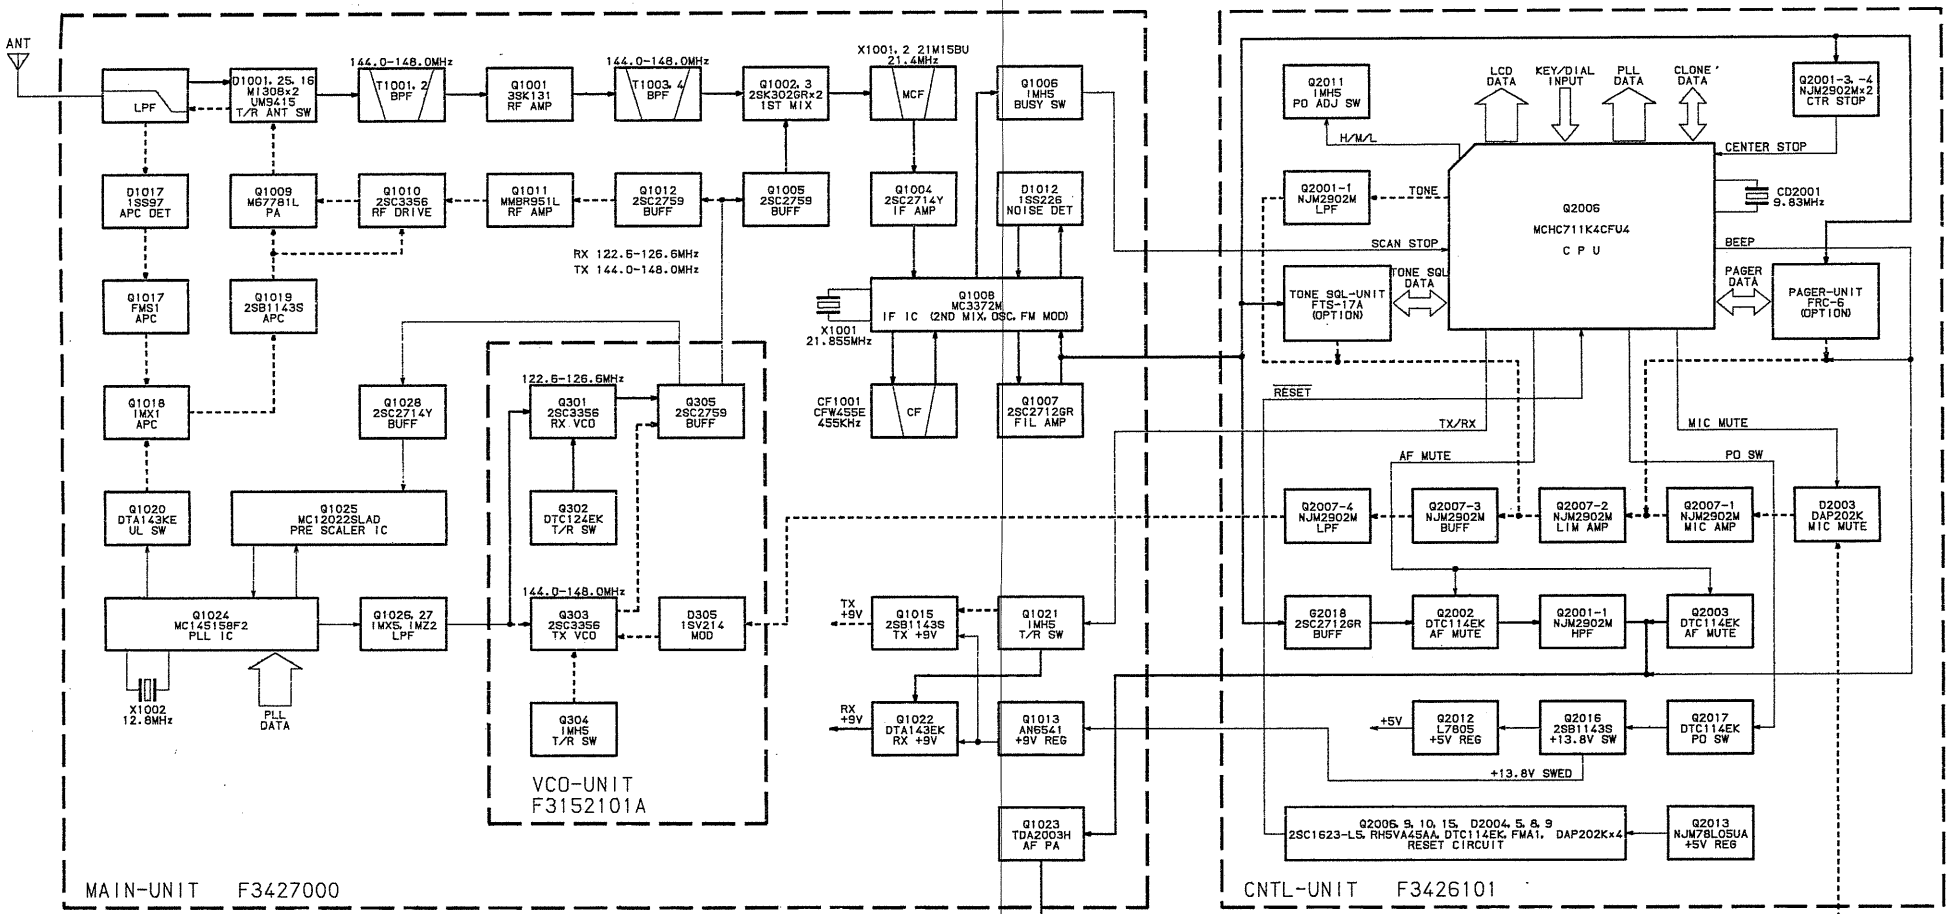 ANT
LPF
D1001, 25, 16
MI308×2
UM9415
T/R ANT SW
144.0-148.0MHz
T1001, 2
BPF
Q1001
3SK131
RF AMP
144.0-148.0MHz
T1003, 4
BPF
Q1002, 3
2SK302GR×2
1ST MIX
X1001, 2 21M15BU
21.4MHz
MCF
Q1006
IMH5
BUSY SW
D1017
1SS97
APC DET
Q1009
M67781L
PA
Q1010
2SC3356
RF DRIVE
Q1011
MMBR951L
RF AMP
Q1012
2SC2759
BUFF
Q1005
2SC2759
BUFF
Q1004
2SC2714Y
IF AMP
D1012
1SS226
NOISE DET
RX 122.6-126.6MHz
TX 144.0-148.0MHz
Q1017
FMS1
APC
Q1019
2SB1143S
APC
X1001
21.855MHz
Q1008
MC3372M
IF IC (2ND MIX, OSC, FM MOD)
Q1018
IMX1
APC
Q1028
2SC2714Y
BUFF
122.6-126.6MHz
Q301
2SC3356
RX VCO
Q305
2SC2759
BUFF
CF1001
CFW455E
455KHz
CF
Q1007
2SC2712GR
FIL AMP
Q1020
DTA143KE
UL SW
Q1025
MC12022SLAD
PRE SCALER IC
Q302
DTC124EK
T/R SW
Q1024
MC145158F2
PLL IC
Q1026, 27
IMX5, IMZ2
LPF
144.0-148.0MHz
Q303
2SC3356
TX VCO
D305
1SV214
MOD
TX
+9V
Q1015
2SB1143S
TX +9V
Q1021
IMH5
T/R SW
X1002
12.8MHz
PLL
DATA
Q304
IMH5
T/R SW
RX
+9V
Q1022
DTA143EK
RX +9V
Q1013
AN6541
+9V REG
VCO-UNIT
F3152101A
Q1023
TDA2003H
AF PA
MAIN-UNIT F3427000
Q2011
IMH5
PO ADJ SW
LCD
DATA
KEY/DIAL
INPUT
PLL
DATA
CLONE
DATA
Q2001-3, -4
NJM2902M×2
CTR STOP
H/M/L
CENTER STOP
Q2001-1
NJM2902M
LPF
TONE
Q2006
MCHC711K4CFU4
C P U
CD2001
9.83MHz
SCAN STOP
BEEP
TONE SQL-UNIT
FTS-17A
(OPTION)
TONE SQL
DATA
PAGER
DATA
PAGER-UNIT
FRC-6
(OPTION)
RESET
TX/RX
MIC MUTE
AF MUTE
PO SW
Q2007-4
NJM2902M
LPF
Q2007-3
NJM2902M
BUFF
Q2007-2
NJM2902M
LIM AMP
Q2007-1
NJM2902M
MIC AMP
D2003
DAP202K
MIC MUTE
G2018
2SC2712GR
BUFF
Q2002
DTC114EK
AF MUTE
Q2001-1
NJM2902M
HPF
Q2003
DTC114EK
AF MUTE
+5V
Q2012
L7805
+5V REG
Q2016
2SB1143S
+13.8V SW
Q2017
DTC114EK
PO SW
+13.8V SWED
Q2006, 9, 10, 15, D2004, 5, 8, 9
2SC1623-L5, RH5VA45AA, DTC114EK, FMA1, DAP202K×4
RESET CIRCUIT
Q2013
NJM78L05UA
+5V REG
CNTL-UNIT F3426101